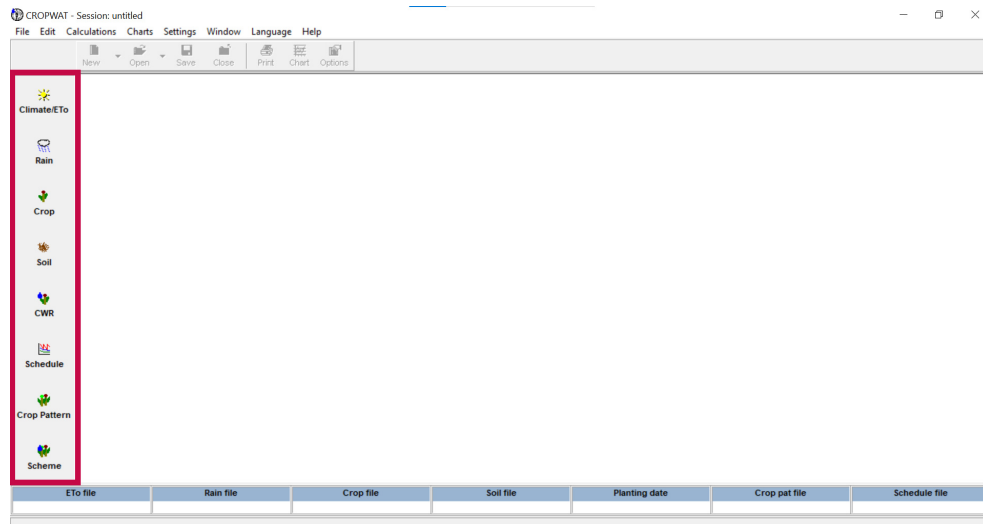 CROPWAT - Session: untitled
File Edit Calculations Charts Settings Window Language Help
New Open Save Close Print Chart Options
Climate/ETo
Rain
Crop
Soil
CWR
Schedule
Crop Pattern
Scheme
ETo file Rain file Crop file Soil file Planting date Crop pat file Schedule file